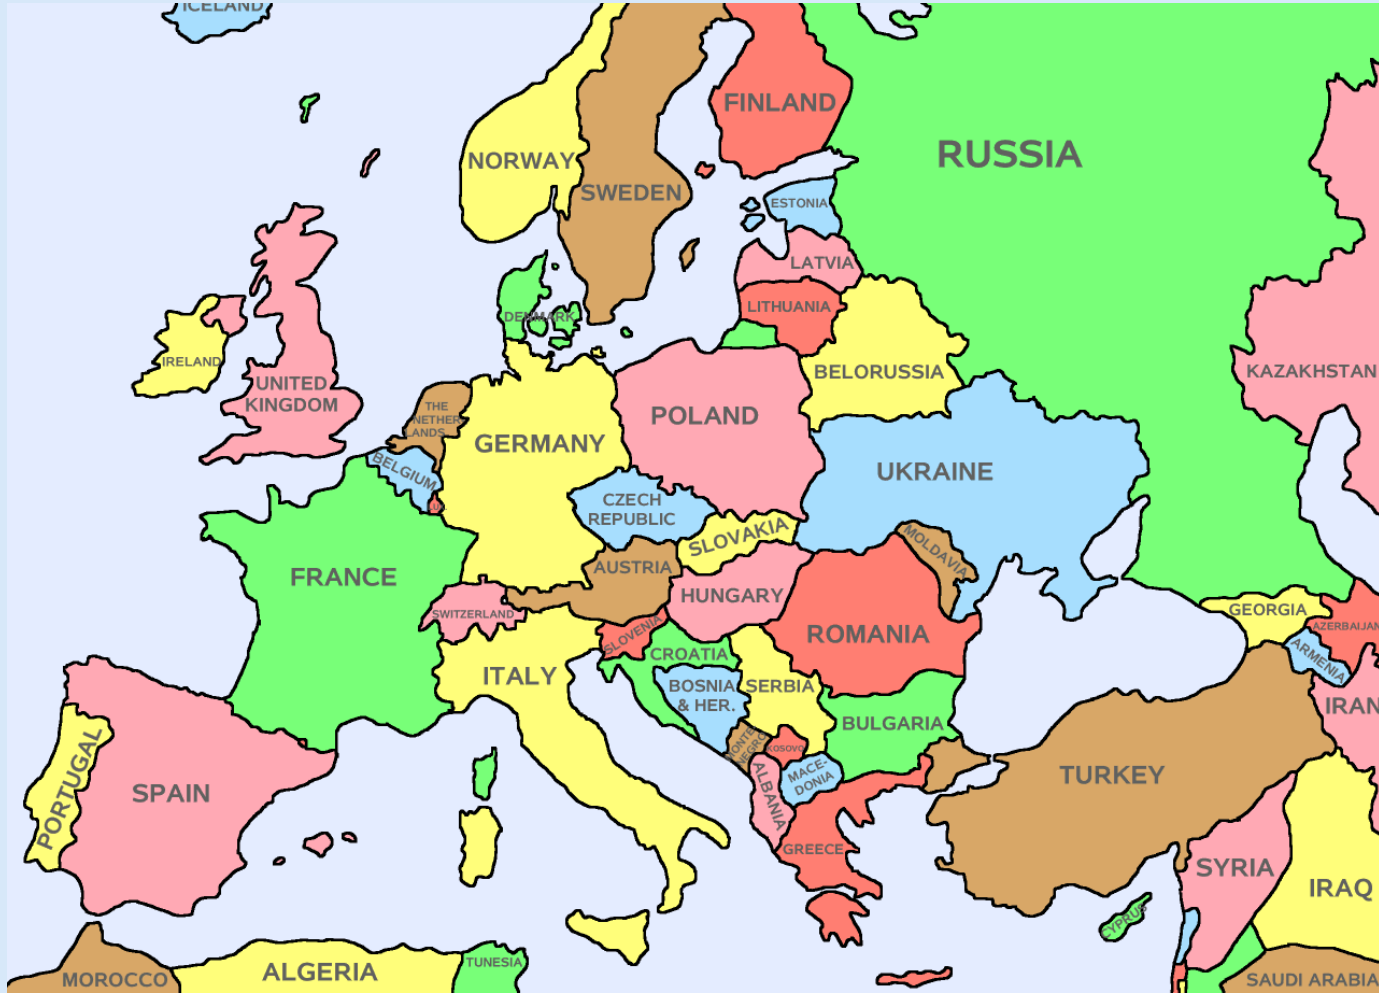 ICELAND
FINLAND
RUSSIA
NORWAY
SWEDEN
ESTONIA
LATVIA
LITHUANIA
DENMARK
IRELAND
UNITED
KINGDOM
BELORUSSIA
KAZAKHSTAN
THE
NETHER
LANDS
POLAND
GERMANY
BELGIUM
UKRAINE
CZECH
REPUBLIC
SLOVAKIA
MOLDAVIA
FRANCE
AUSTRIA
HUNGARY
SWITZERLAND
SLOVENIA
ROMANIA
GEORGIA
AZERBAIJAN
ARMENIA
CROATIA
ITALY
BOSNIA
& HER.
SERBIA
IRAN
BULGARIA
MONTE
NEGRO
KOSOVO
PORTUGAL
SPAIN
ALBANIA
MACE-
DONIA
TURKEY
GREECE
SYRIA
IRAQ
CYPRUS
MOROCCO
ALGERIA
TUNESIA
SAUDI ARABIA